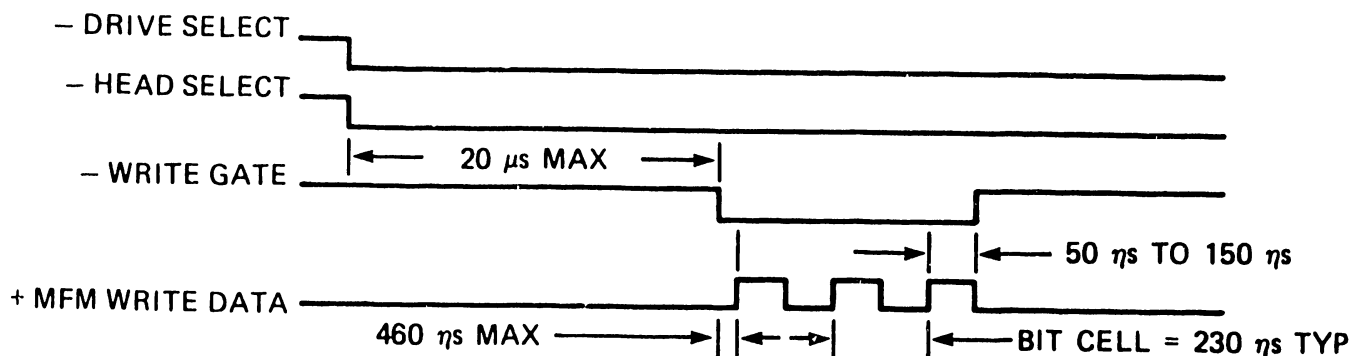 – DRIVE SELECT
– HEAD SELECT
20 μs MAX
– WRITE GATE
50 ηs TO 150 ηs
+ MFM WRITE DATA
460 ηs MAX
BIT CELL = 230 ηs TYP